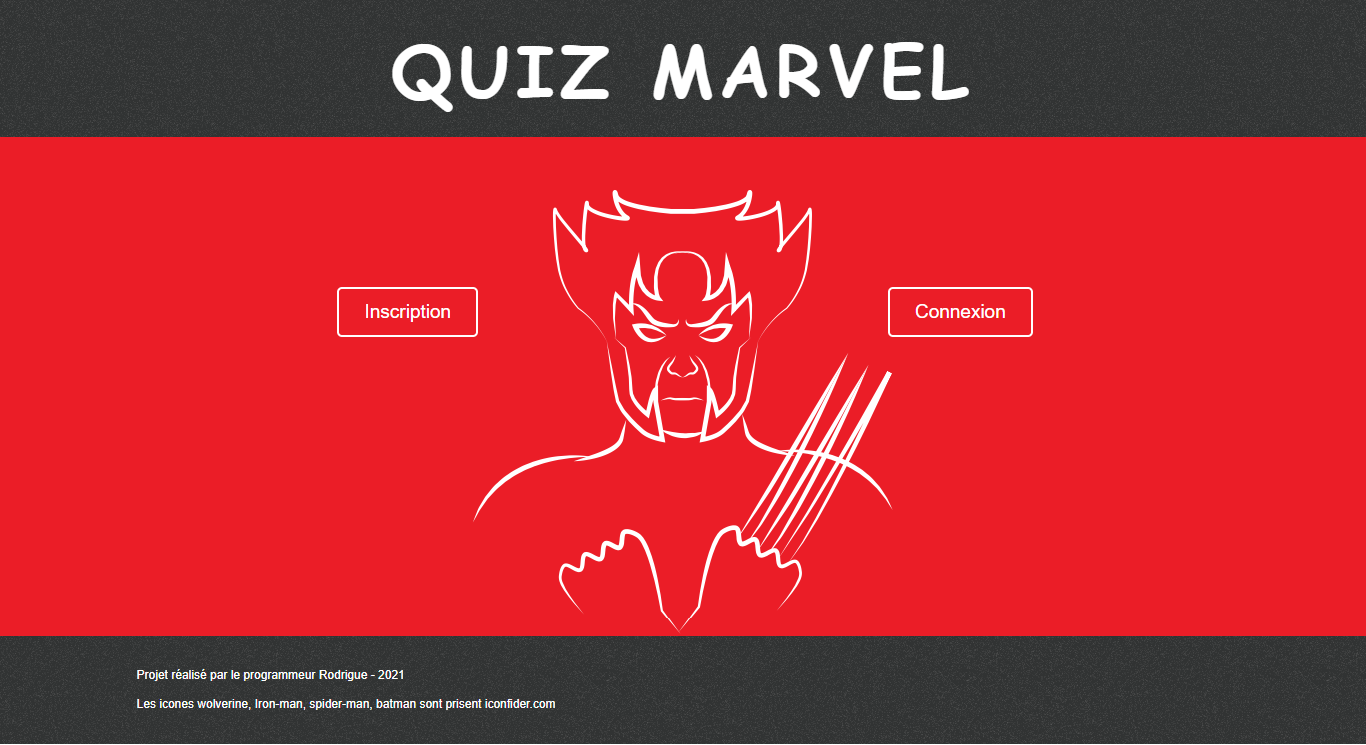 QUIZ MARVEL
Inscription
Connexion
Projet réalisé par le programmeur Rodrigue - 2021
Les icones wolverine, Iron-man, spider-man, batman sont prisent iconfider.com